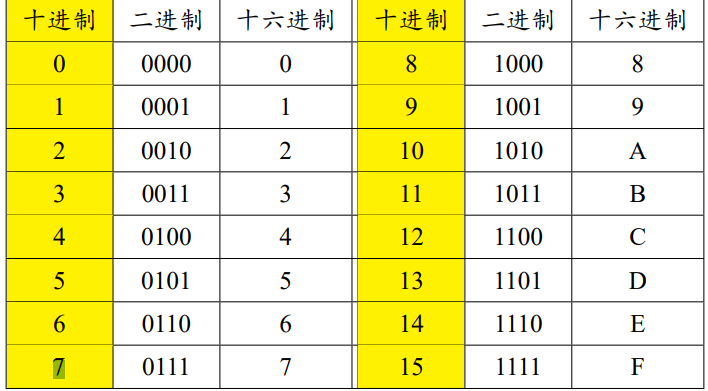 十进制 二进制 十六进制 十进制 二进制 十六进制
0 0000 0 8 1000 8
1 0001 1 9 1001 9
2 0010 2 10 1010 A
3 0011 3 11 1011 B
4 0100 4 12 1100 C
5 0101 5 13 1101 D
6 0110 6 14 1110 E
7 0111 7 15 1111 F